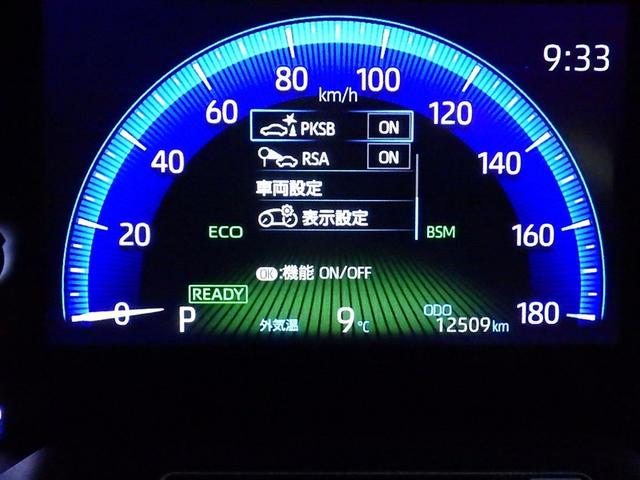 9:33
80
100
km/h
60
120
PKSB ON
40
RSA ON
140
車両設定
表示設定
20
ECO
BSM
160
OK:機能 ON/OFF
READY
0
P
外気温 9℃
ODO
12509km
180